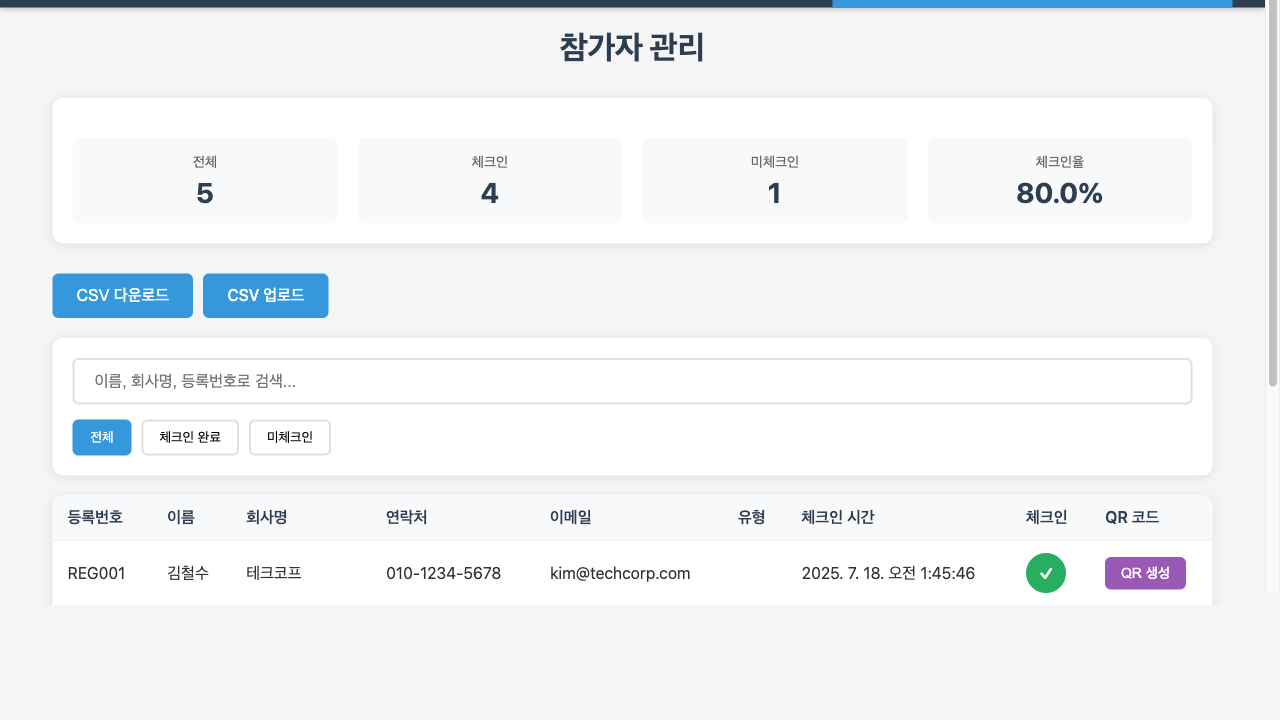 참가자 관리
전체 체크인 미체크인 체크인율
5 4 1 80.0%
CSV 다운로드 CSV 업로드
이름, 회사명, 등록번호로 검색...
전체 체크인 완료 미체크인
등록번호 이름 회사명 연락처 이메일 유형 체크인 시간 체크인 QR 코드
REG001 김철수 테크코프 010-1234-5678 kim@techcorp.com 2025. 7. 18. 오전 1:45:46 QR 생성